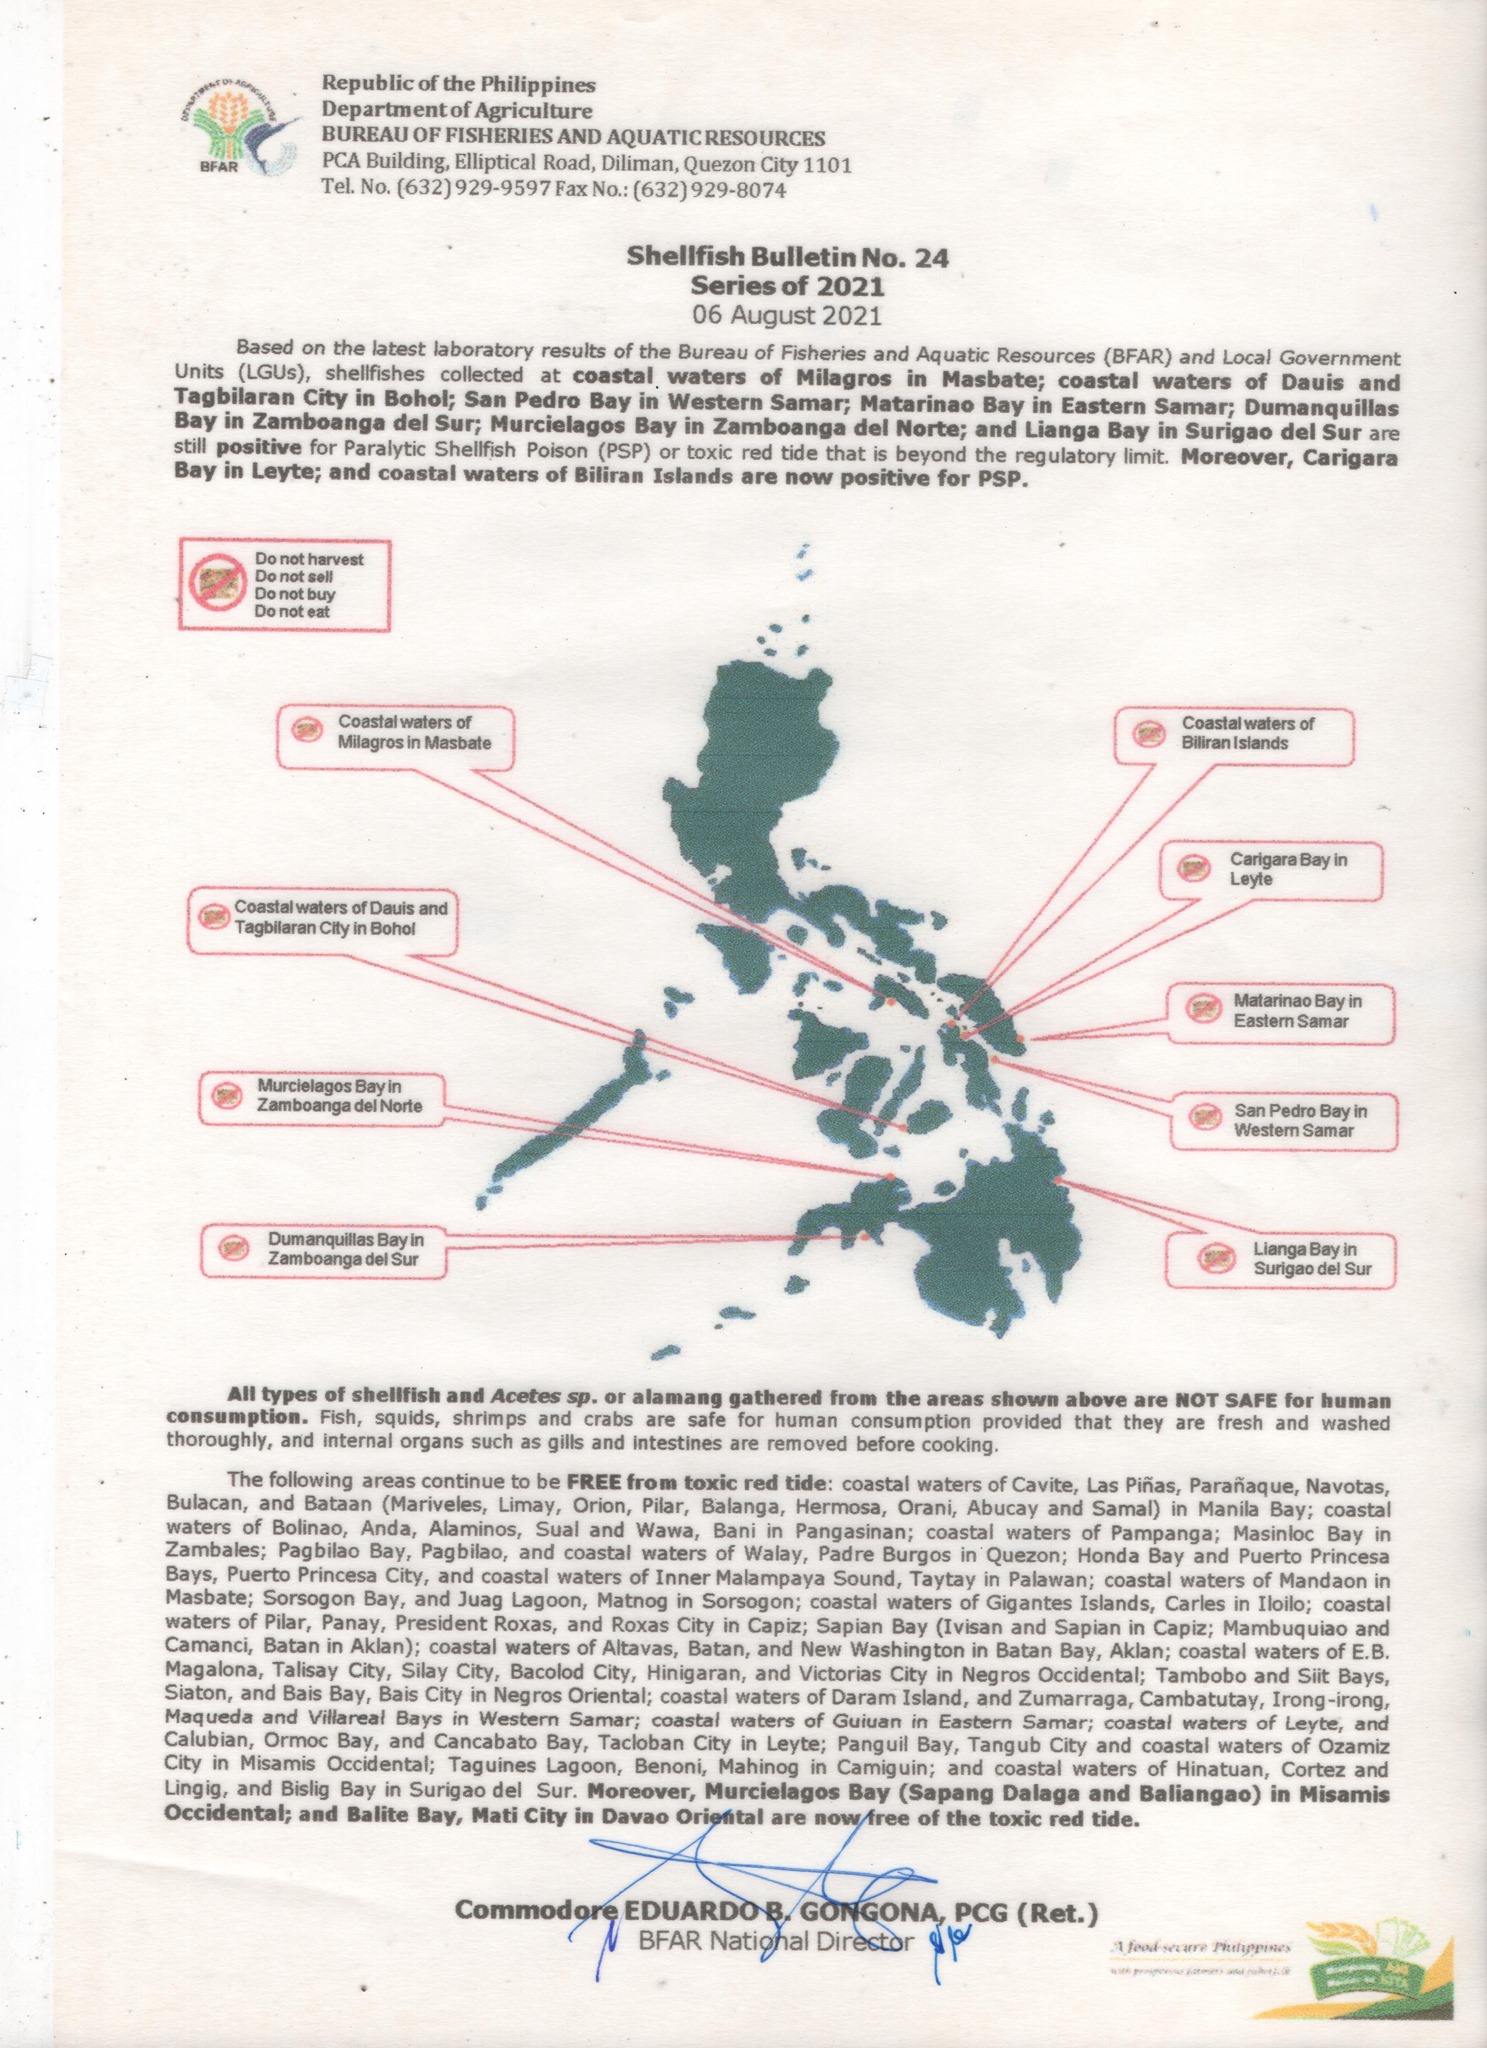 DEPARTMENT OF AGRICULTURE
BFAR
Republic of the Philippines
Department of Agriculture
BUREAU OF FISHERIES AND AQUATIC RESOURCES
PCA Building, Elliptical Road, Diliman, Quezon City 1101
Tel. No. (632) 929-9597 Fax No.: (632) 929-8074
Shellfish Bulletin No. 24
Series of 2021
06 August 2021
Based on the latest laboratory results of the Bureau of Fisheries and Aquatic Resources (BFAR) and Local Government
Units (LGUs), shellfishes collected at coastal waters of Milagros in Masbate; coastal waters of Dauis and
Tagbilaran City in Bohol; San Pedro Bay in Western Samar; Matarinao Bay in Eastern Samar; Dumanquillas
Bay in Zamboanga del Sur; Murcielagos Bay in Zamboanga del Norte; and Lianga Bay in Surigao del Sur are
still positive for Paralytic Shellfish Poison (PSP) or toxic red tide that is beyond the regulatory limit. Moreover, Carigara
Bay in Leyte; and coastal waters of Biliran Islands are now positive for PSP.
Do not harvest
Do not sell
Do not buy
Do not eat
Coastal waters of
Milagros in Masbate
Coastal waters of
Biliran Islands
Carigara Bay in
Leyte
Coastal waters of Dauis and
Tagbilaran City in Bohol
Matarinao Bay in
Eastern Samar
Murcielagos Bay in
Zamboanga del Norte
San Pedro Bay in
Western Samar
Dumanquillas Bay in
Zamboanga del Sur
Lianga Bay in
Surigao del Sur
All types of shellfish and Acetes sp. or alamang gathered from the areas shown above are NOT SAFE for human
consumption. Fish, squids, shrimps and crabs are safe for human consumption provided that they are fresh and washed
thoroughly, and internal organs such as gills and intestines are removed before cooking.
The following areas continue to be FREE from toxic red tide: coastal waters of Cavite, Las Piñas, Parañaque, Navotas,
Bulacan, and Bataan (Mariveles, Limay, Orion, Pilar, Balanga, Hermosa, Orani, Abucay and Samal) in Manila Bay; coastal
waters of Bolinao, Anda, Alaminos, Sual and Wawa, Bani in Pangasinan; coastal waters of Pampanga; Masinloc Bay in
Zambales; Pagbilao Bay, Pagbilao, and coastal waters of Walay, Padre Burgos in Quezon; Honda Bay and Puerto Princesa
Bays, Puerto Princesa City, and coastal waters of Inner Malampaya Sound, Taytay in Palawan; coastal waters of Mandaon in
Masbate; Sorsogon Bay, and Juag Lagoon, Matnog in Sorsogon; coastal waters of Gigantes Islands, Carles in Iloilo; coastal
waters of Pilar, Panay, President Roxas, and Roxas City in Capiz; Sapian Bay (Ivisan and Sapian in Capiz; Mambuquiao and
Camanci, Batan in Aklan); coastal waters of Altavas, Batan, and New Washington in Batan Bay, Aklan; coastal waters of E.B.
Magalona, Talisay City, Silay City, Bacolod City, Hinigaran, and Victorias City in Negros Occidental; Tambobo and Siit Bays,
Siaton, and Bais Bay, Bais City in Negros Oriental; coastal waters of Daram Island, and Zumarraga, Cambatutay, Irong-irong,
Maqueda and Villareal Bays in Western Samar; coastal waters of Guiuan in Eastern Samar; coastal waters of Leyte, and
Calubian, Ormoc Bay, and Cancabato Bay, Tacloban City in Leyte; Panguil Bay, Tangub City and coastal waters of Ozamiz
City in Misamis Occidental; Taguines Lagoon, Benoni, Mahinog in Camiguin; and coastal waters of Hinatuan, Cortez and
Lingig, and Bislig Bay in Surigao del Sur. Moreover, Murcielagos Bay (Sapang Dalaga and Baliangao) in Misamis
Occidental; and Balite Bay, Mati City in Davao Oriental are now free of the toxic red tide.
Commodore EDUARDO B. GONGONA, PCG (Ret.)
BFAR National Director
A food-secure Philippines
with prosperous farmers and